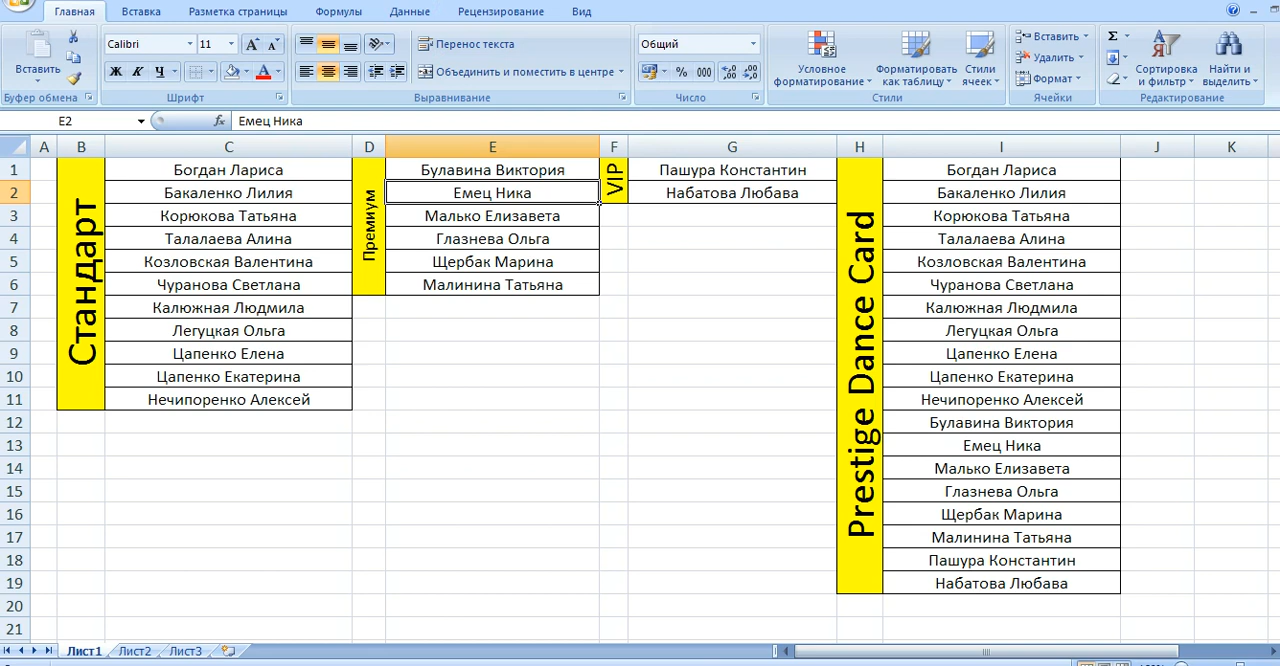 Главная Вставка Разметка страницы Формулы Данные Рецензирование Вид
Calibri 11 Перенос текста Общий Вставить Σ
Вставить Ж К Ч Объединить и поместить в центре % 000 Условное форматирование Форматировать как таблицу Стили ячеек Удалить Формат Сортировка и фильтр Найти и выделить
Буфер обмена Шрифт Выравнивание Число Стили Ячейки Редактирование
E2 fx Емец Ника
A B C D E F G H I J K
1 Богдан Лариса Булавина Виктория Пашура Константин Богдан Лариса
2 Бакаленко Лилия Емец Ника Набатова Любава Бакаленко Лилия
3 Корюкова Татьяна Малько Елизавета Корюкова Татьяна
4 Талалаева Алина Глазнева Ольга Талалаева Алина
5 Козловская Валентина Щербак Марина Козловская Валентина
6 Чуранова Светлана Малинина Татьяна Чуранова Светлана
7 Калюжная Людмила Калюжная Людмила
8 Легуцкая Ольга Легуцкая Ольга
9 Цапенко Елена Цапенко Елена
10 Цапенко Екатерина Цапенко Екатерина
11 Нечипоренко Алексей Нечипоренко Алексей
12 Булавина Виктория
13 Емец Ника
14 Малько Елизавета
15 Глазнева Ольга
16 Щербак Марина
17 Малинина Татьяна
18 Пашура Константин
19 Набатова Любава
20
21
Стандарт
Премиум
VIP
Prestige Dance Card
Лист1 Лист2 Лист3